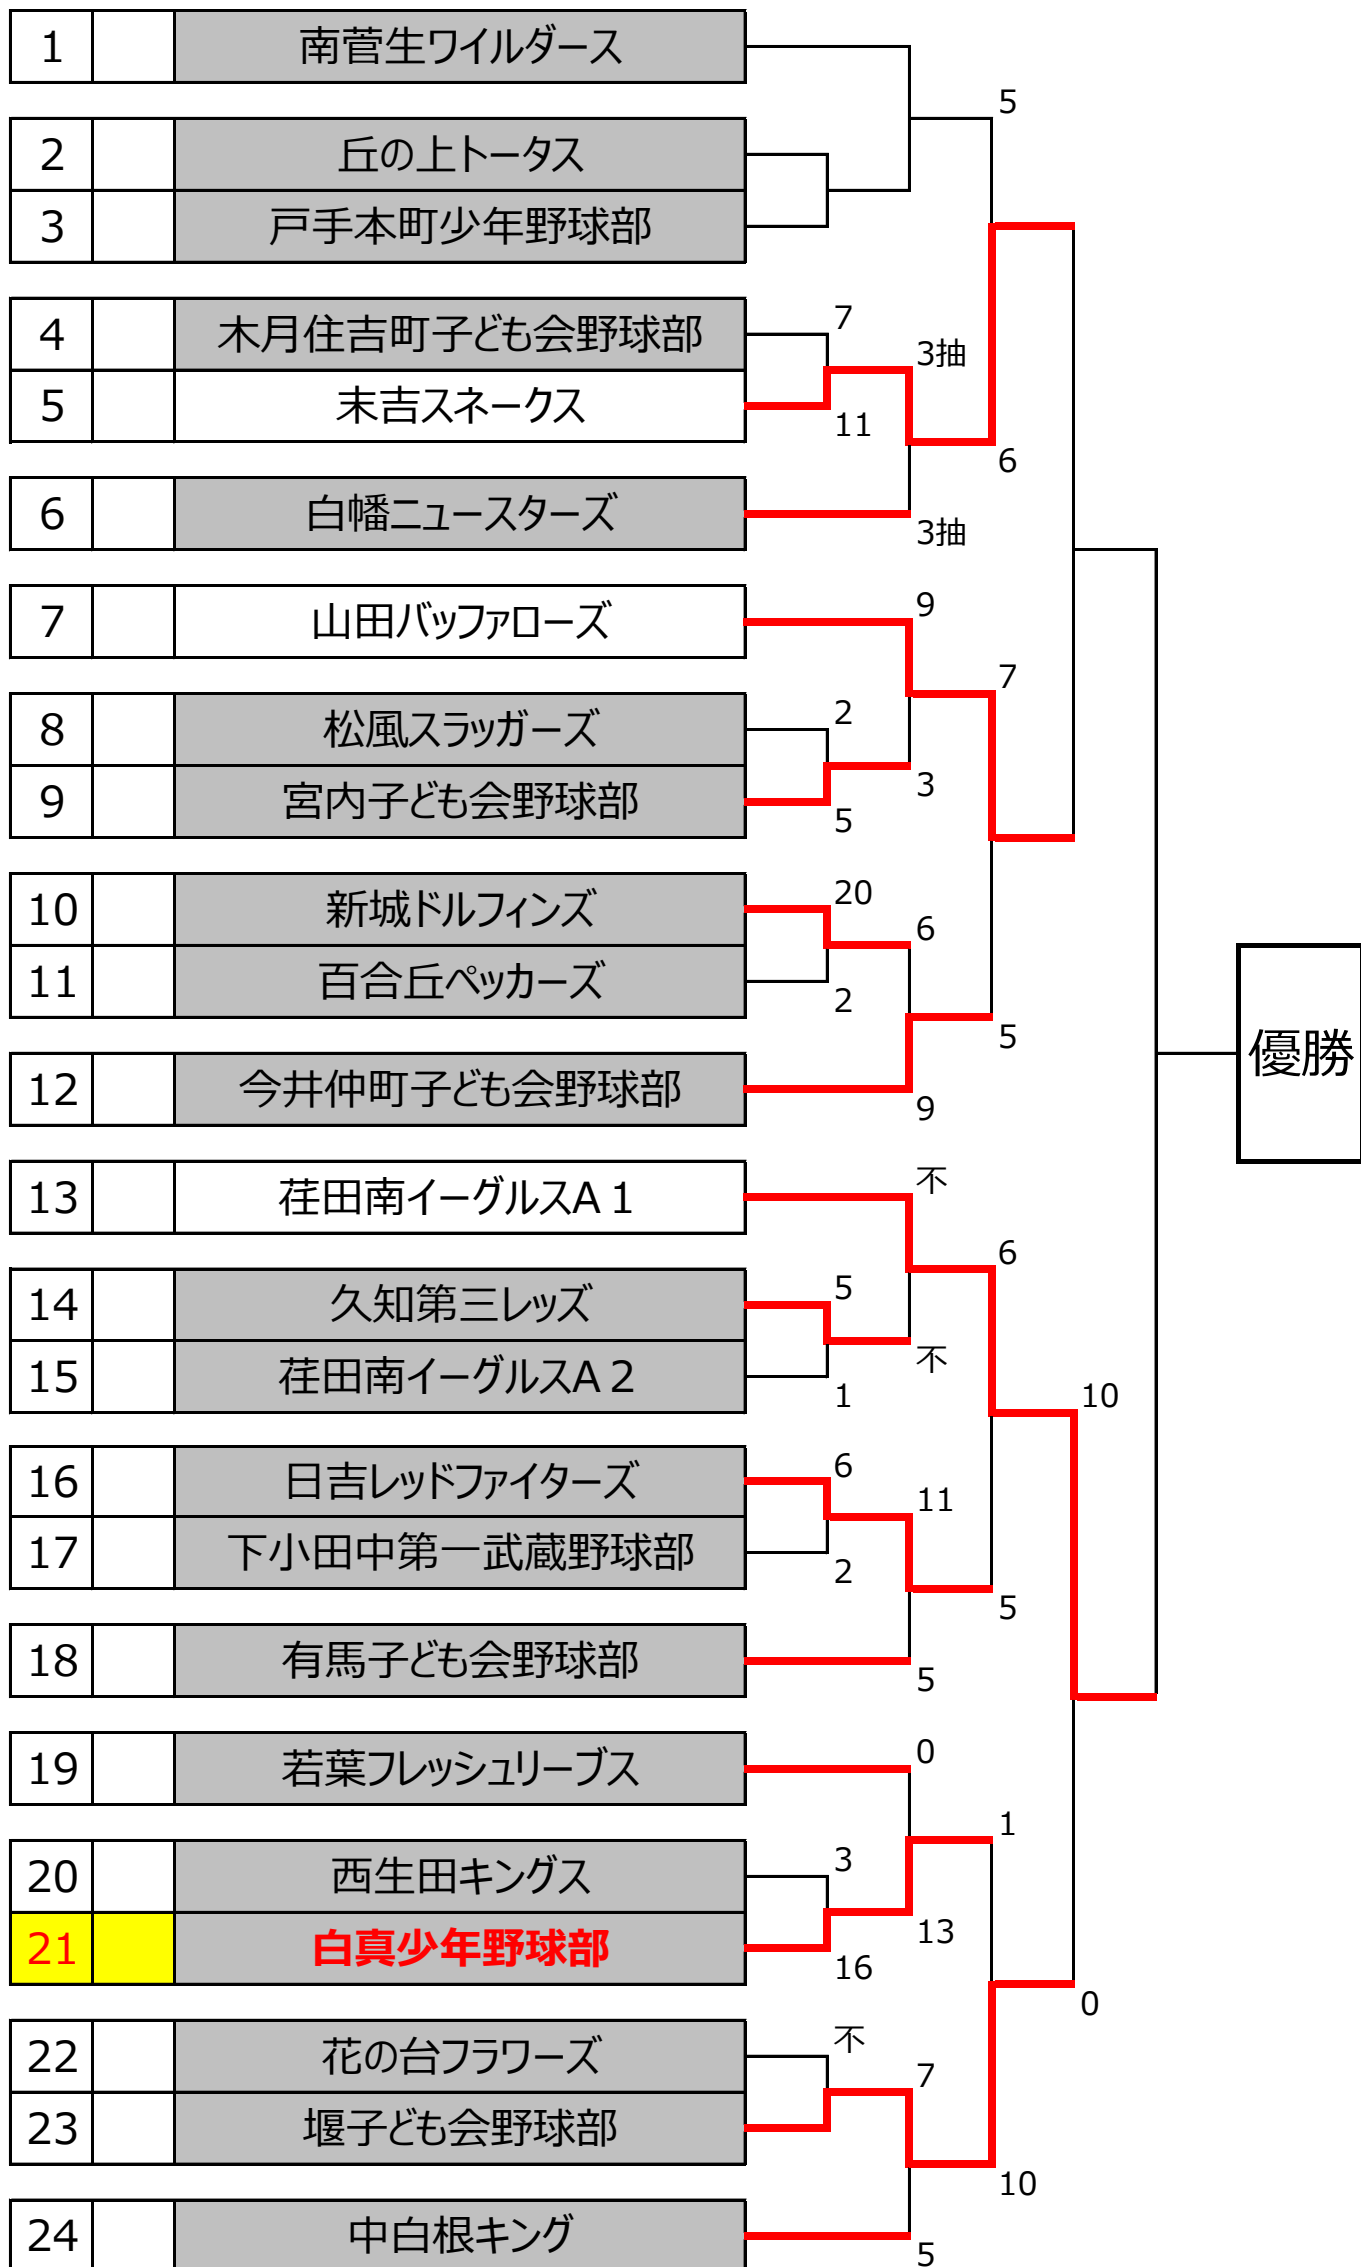 1 南菅生ワイルダース
5
2 丘の上トータス
3 戸手本町少年野球部
4 木月住吉町子ども会野球部 7
3抽
5 末吉スネークス
11
6
6 白幡ニュースターズ
3抽
7 山田バッファローズ 9
7
8 松風スラッガーズ 2
9 宮内子ども会野球部 3
5
10 新城ドルフィンズ 20
6
11 百合丘ペッカーズ 2
5
優勝
12 今井仲町子ども会野球部
9
13 荏田南イーグルスA1 不
6
14 久知第三レッズ 5
15 荏田南イーグルスA2 不
1
10
16 日吉レッドファイターズ 6
11
17 下小田中第一武蔵野球部 2
5
18 有馬子ども会野球部
5
19 若葉フレッシュリーブス 0
1
20 西生田キングス 3
21 白真少年野球部 13
16
0
22 花の台フラワーズ 不
7
23 堰子ども会野球部
10
24 中白根キング
5